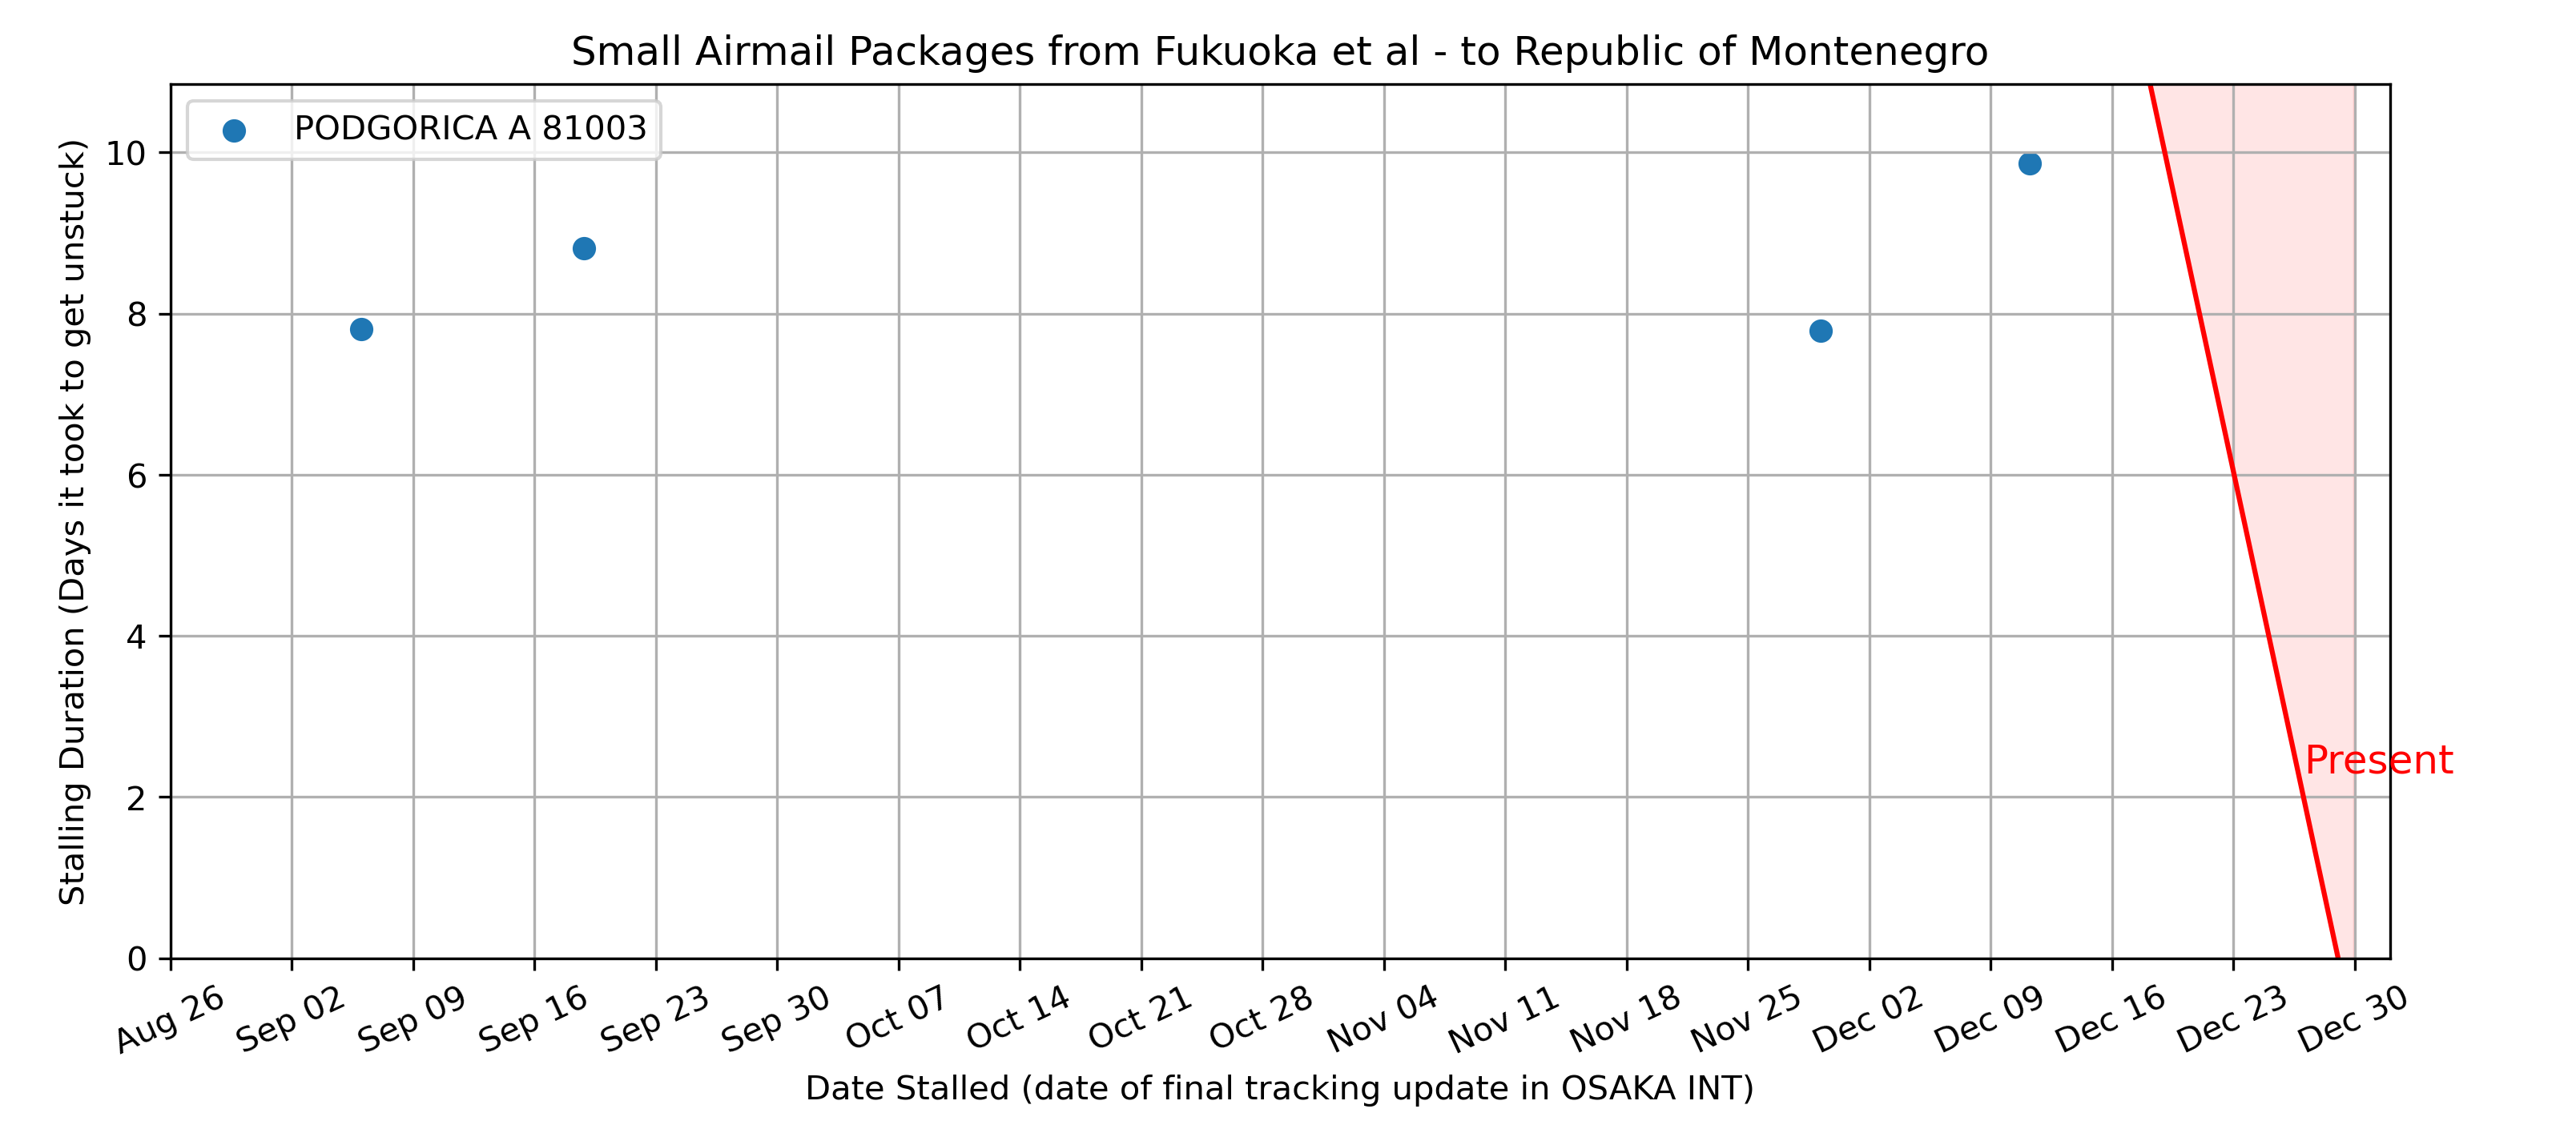 Small Airmail Packages from Fukuoka et al - to Republic of Montenegro
PODGORICA A 81003
Stalling Duration (Days it took to get unstuck)
10
8
6
4
2
0
Present
Aug 26
Sep 02
Sep 09
Sep 16
Sep 23
Sep 30
Oct 07
Oct 14
Oct 21
Oct 28
Nov 04
Nov 11
Nov 18
Nov 25
Dec 02
Dec 09
Dec 16
Dec 23
Dec 30
Date Stalled (date of final tracking update in OSAKA INT)